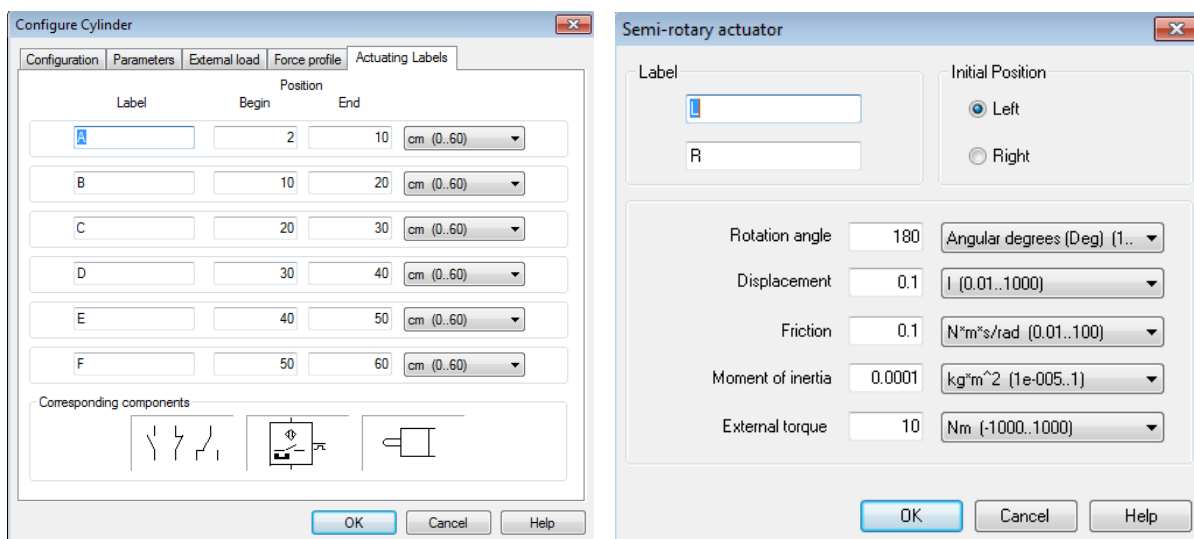 Configure Cylinder
Configuration Parameters External load Force profile Actuating Labels
Position
Label Begin End
A 2 10 cm (0..60)
B 10 20 cm (0..60)
C 20 30 cm (0..60)
D 30 40 cm (0..60)
E 40 50 cm (0..60)
F 50 60 cm (0..60)
Corresponding components
OK Cancel Help
Semi-rotary actuator
Label
L
R
Initial Position
Left
Right
Rotation angle 180 Angular degrees (Deg) (1..
Displacement 0.1 l (0.01..1000)
Friction 0.1 N*m*s/rad (0.01..100)
Moment of inertia 0.0001 kg*m^2 (1e-005..1)
External torque 10 Nm (-1000..1000)
OK Cancel Help